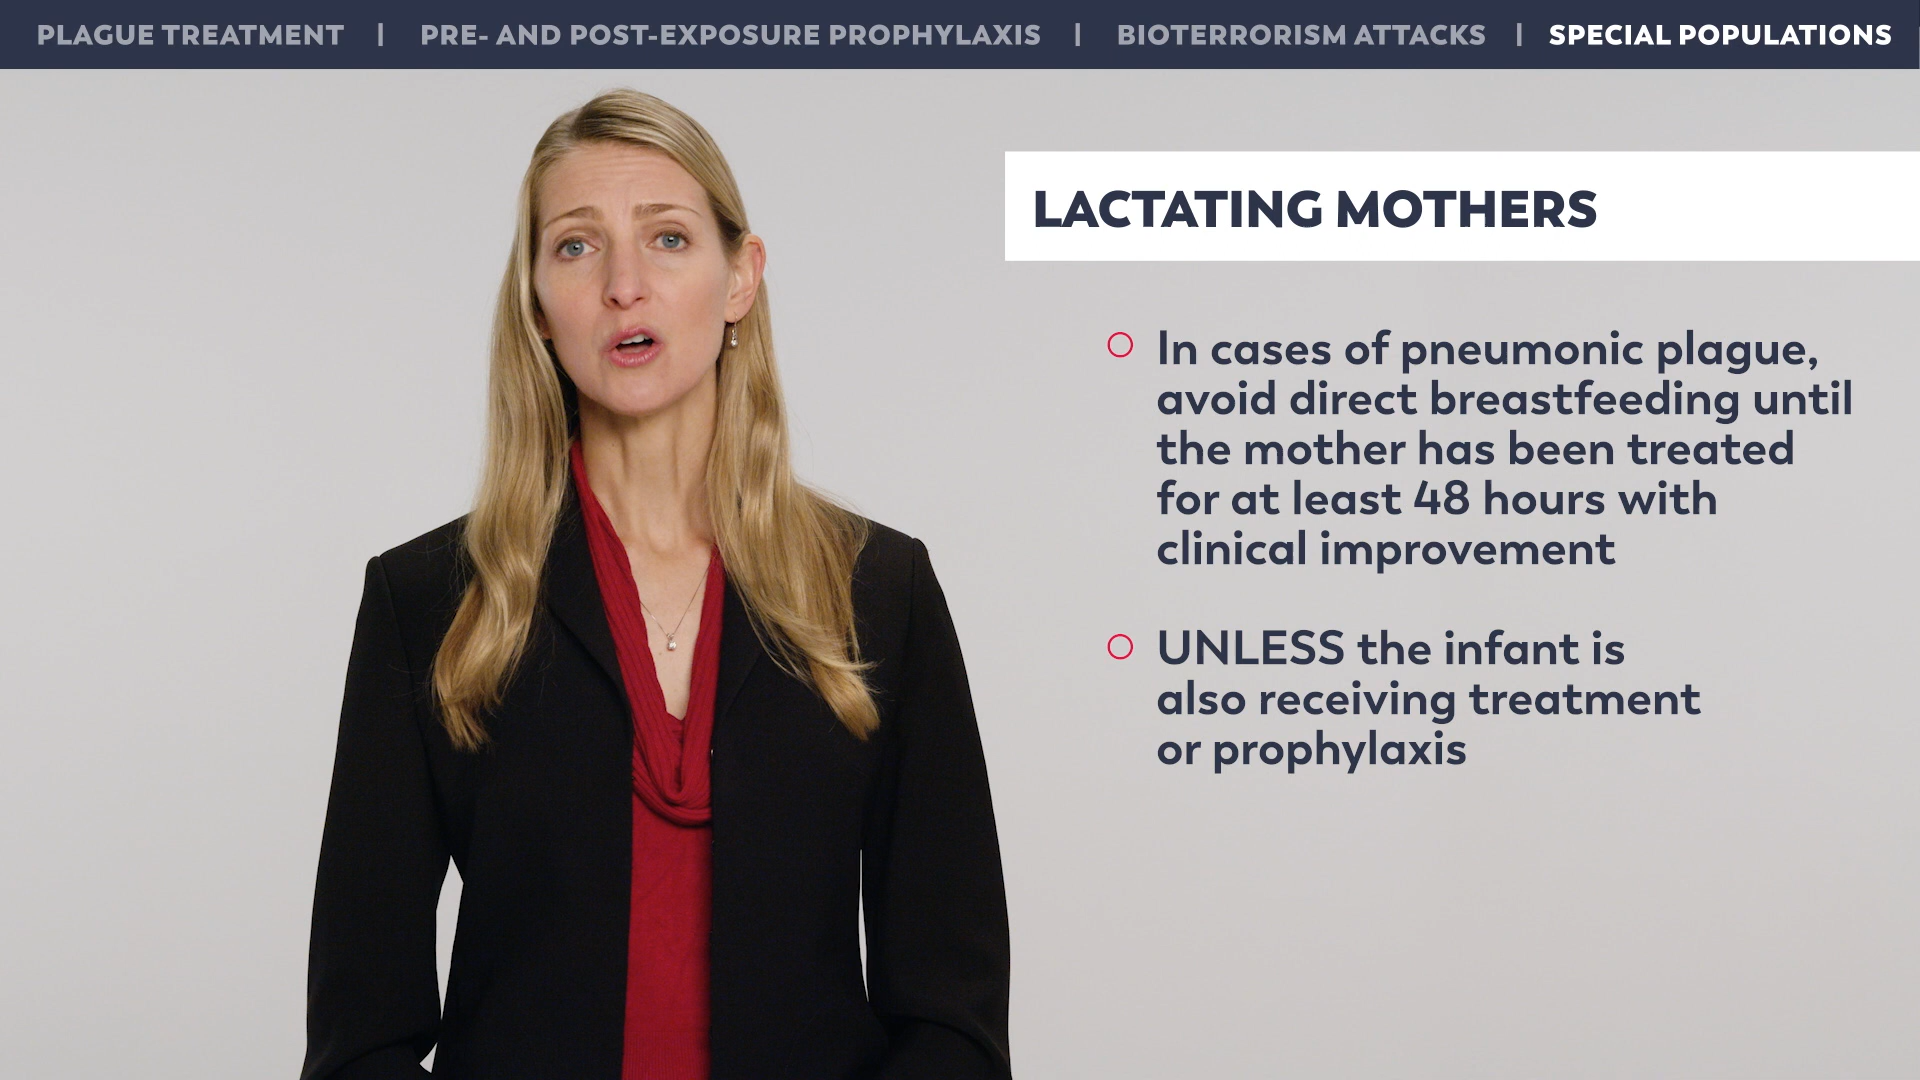 PLAGUE TREATMENT | PRE- AND POST-EXPOSURE PROPHYLAXIS | BIOTERRORISM ATTACKS | SPECIAL POPULATIONS
LACTATING MOTHERS
In cases of pneumonic plague,
avoid direct breastfeeding until
the mother has been treated
for at least 48 hours with
clinical improvement
UNLESS the infant is
also receiving treatment
or prophylaxis